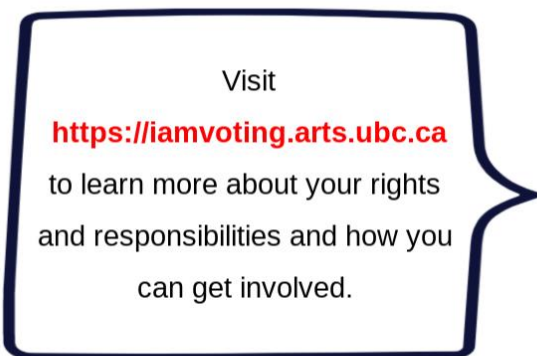 Visit
https://iamvoting.arts.ubc.ca
to learn more about your rights
and responsibilities and how you
can get involved.